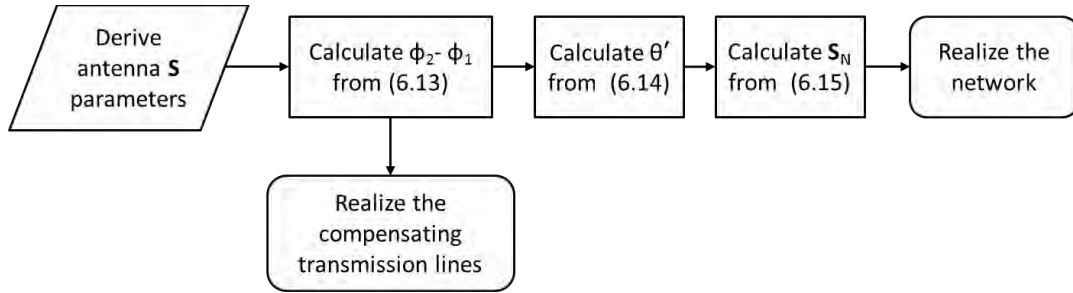 Derive
antenna S
parameters
Calculate ϕ₂- ϕ₁
from (6.13)
Calculate θ′
from (6.14)
Calculate S_N
from (6.15)
Realize the
network
Realize the
compensating
transmission lines